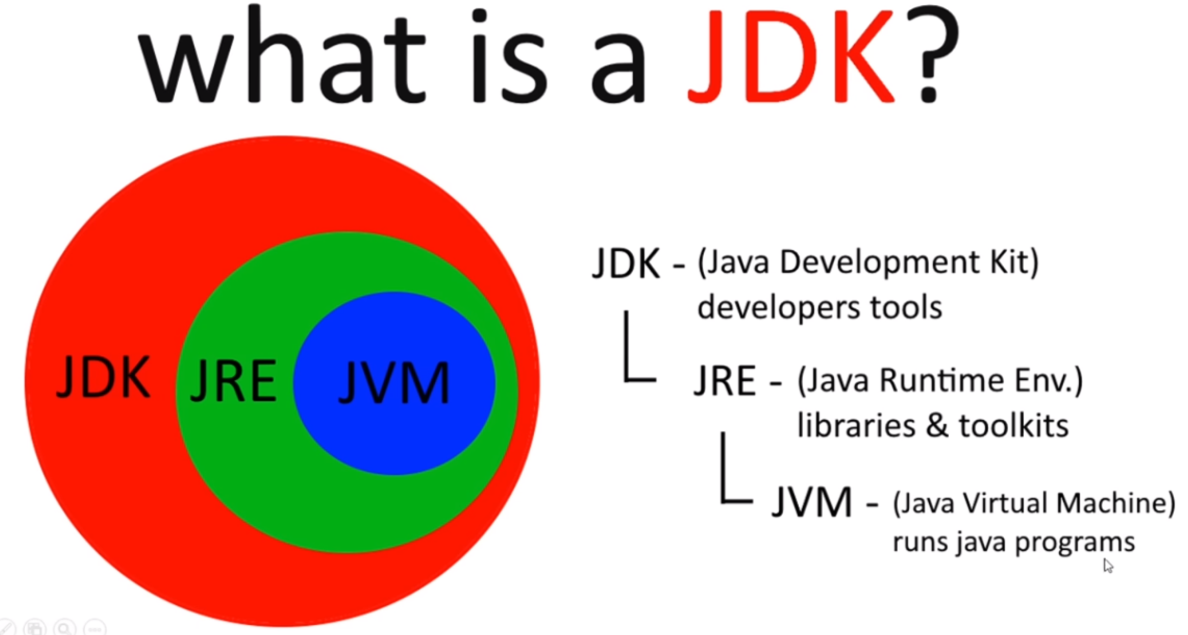 what is a JDK?
JDK JRE JVM
JDK - (Java Development Kit)
developers tools
JRE - (Java Runtime Env.)
libraries & toolkits
JVM - (Java Virtual Machine)
runs java programs